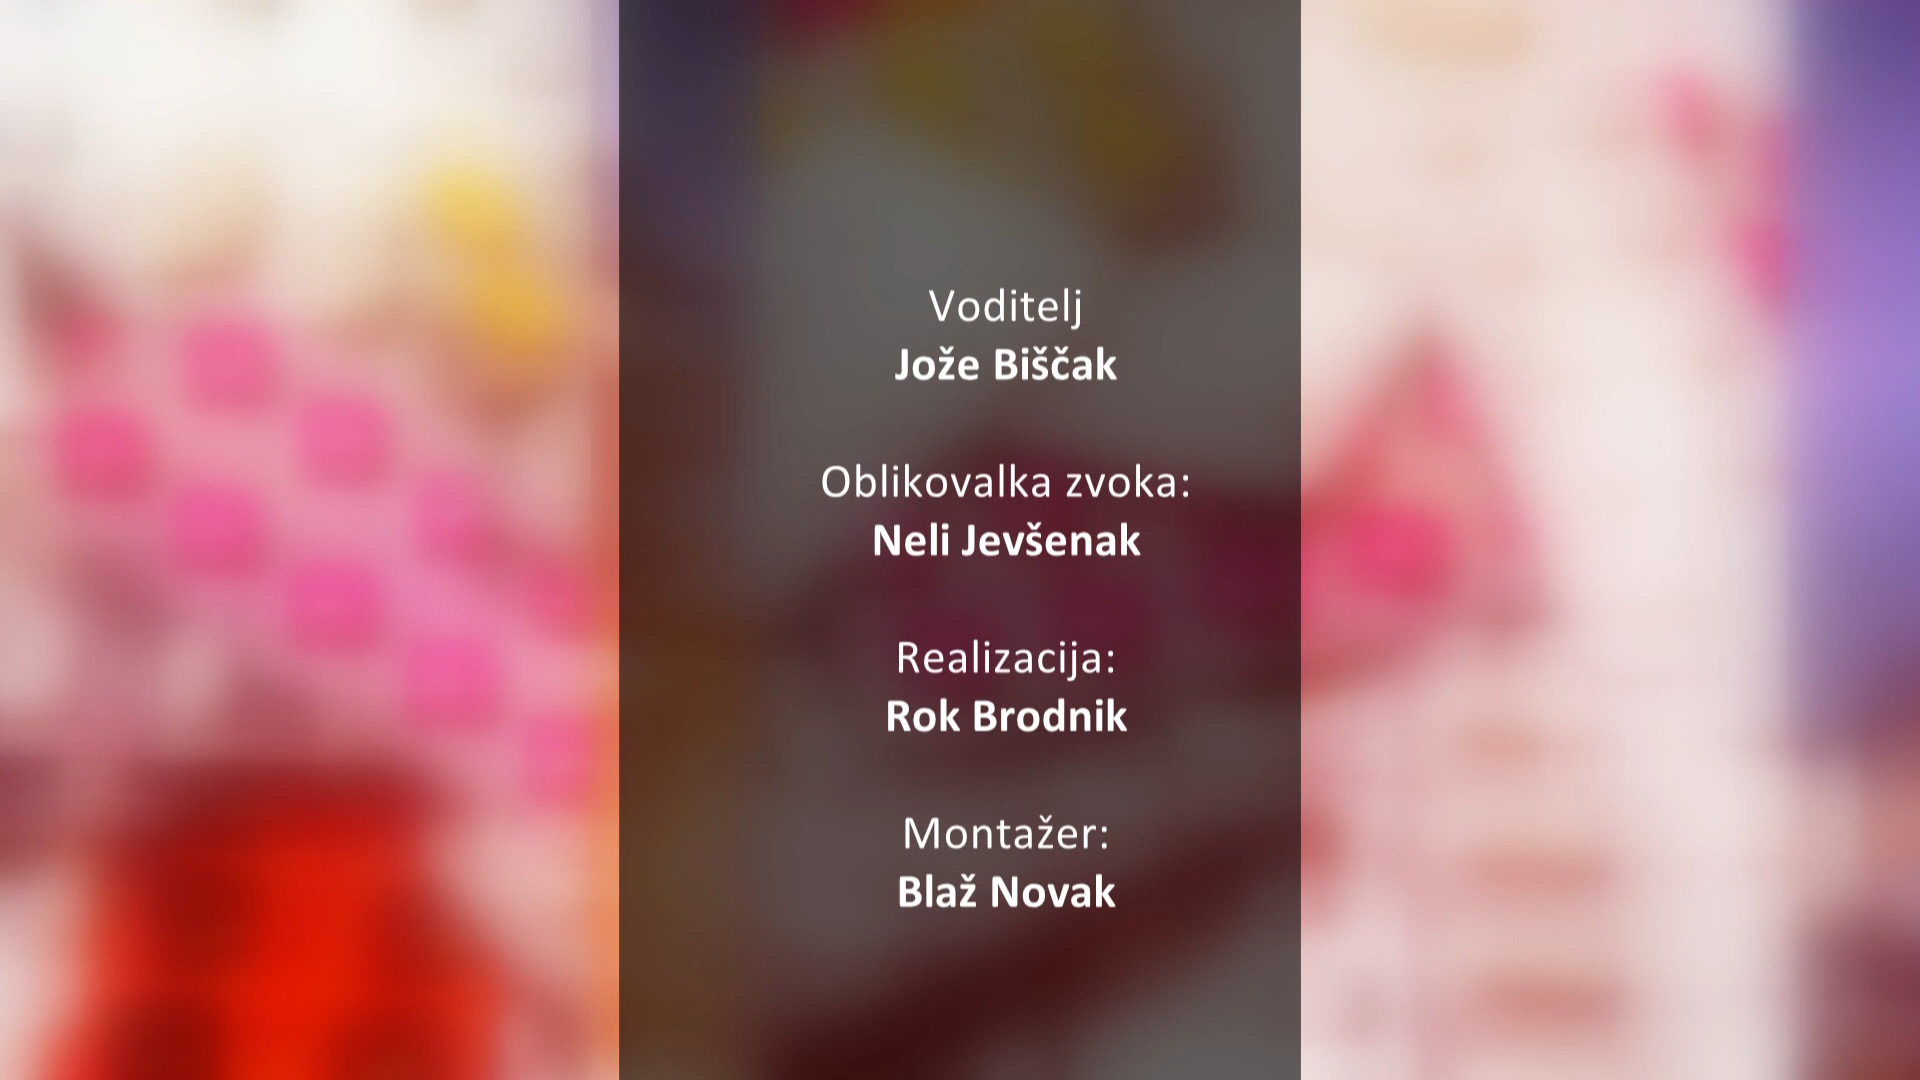 Voditelj
Jože Biščak
Oblikovalka zvoka:
Neli Jevšenak
Realizacija:
Rok Brodnik
Montažer:
Blaž Novak